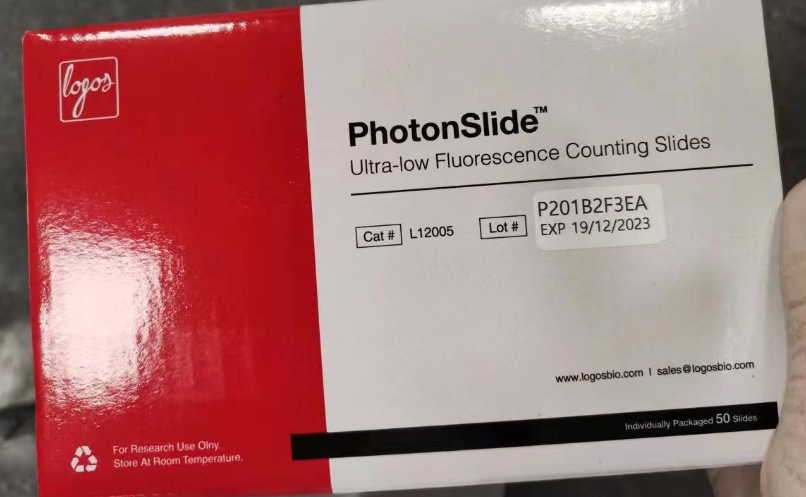 logos
PhotonSlide™
Ultra-low Fluorescence Counting Slides
Cat # L12005 Lot # P201B2F3EA
EXP 19/12/2023
www.logosbio.com | sales@logosbio.com
Individually Packaged 50 Slides
For Research Use Olny.
Store At Room Temperature.